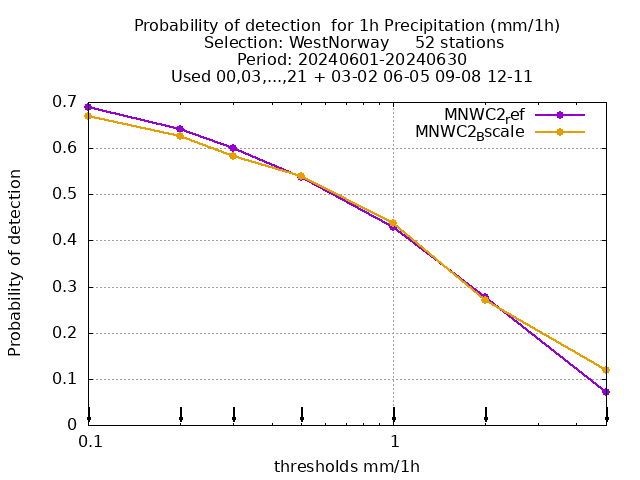 Probability of detection  for 1h Precipitation (mm/1h)
Selection: WestNorway     52 stations
Period: 20240601-20240630
Used 00,03,...,21 + 03-02 06-05 09-08 12-11
MNWC2ref
MNWC2Bscale
0.7
0.6
0.5
0.4
0.3
0.2
0.1
0
Probability of detection
0.1
1
thresholds mm/1h